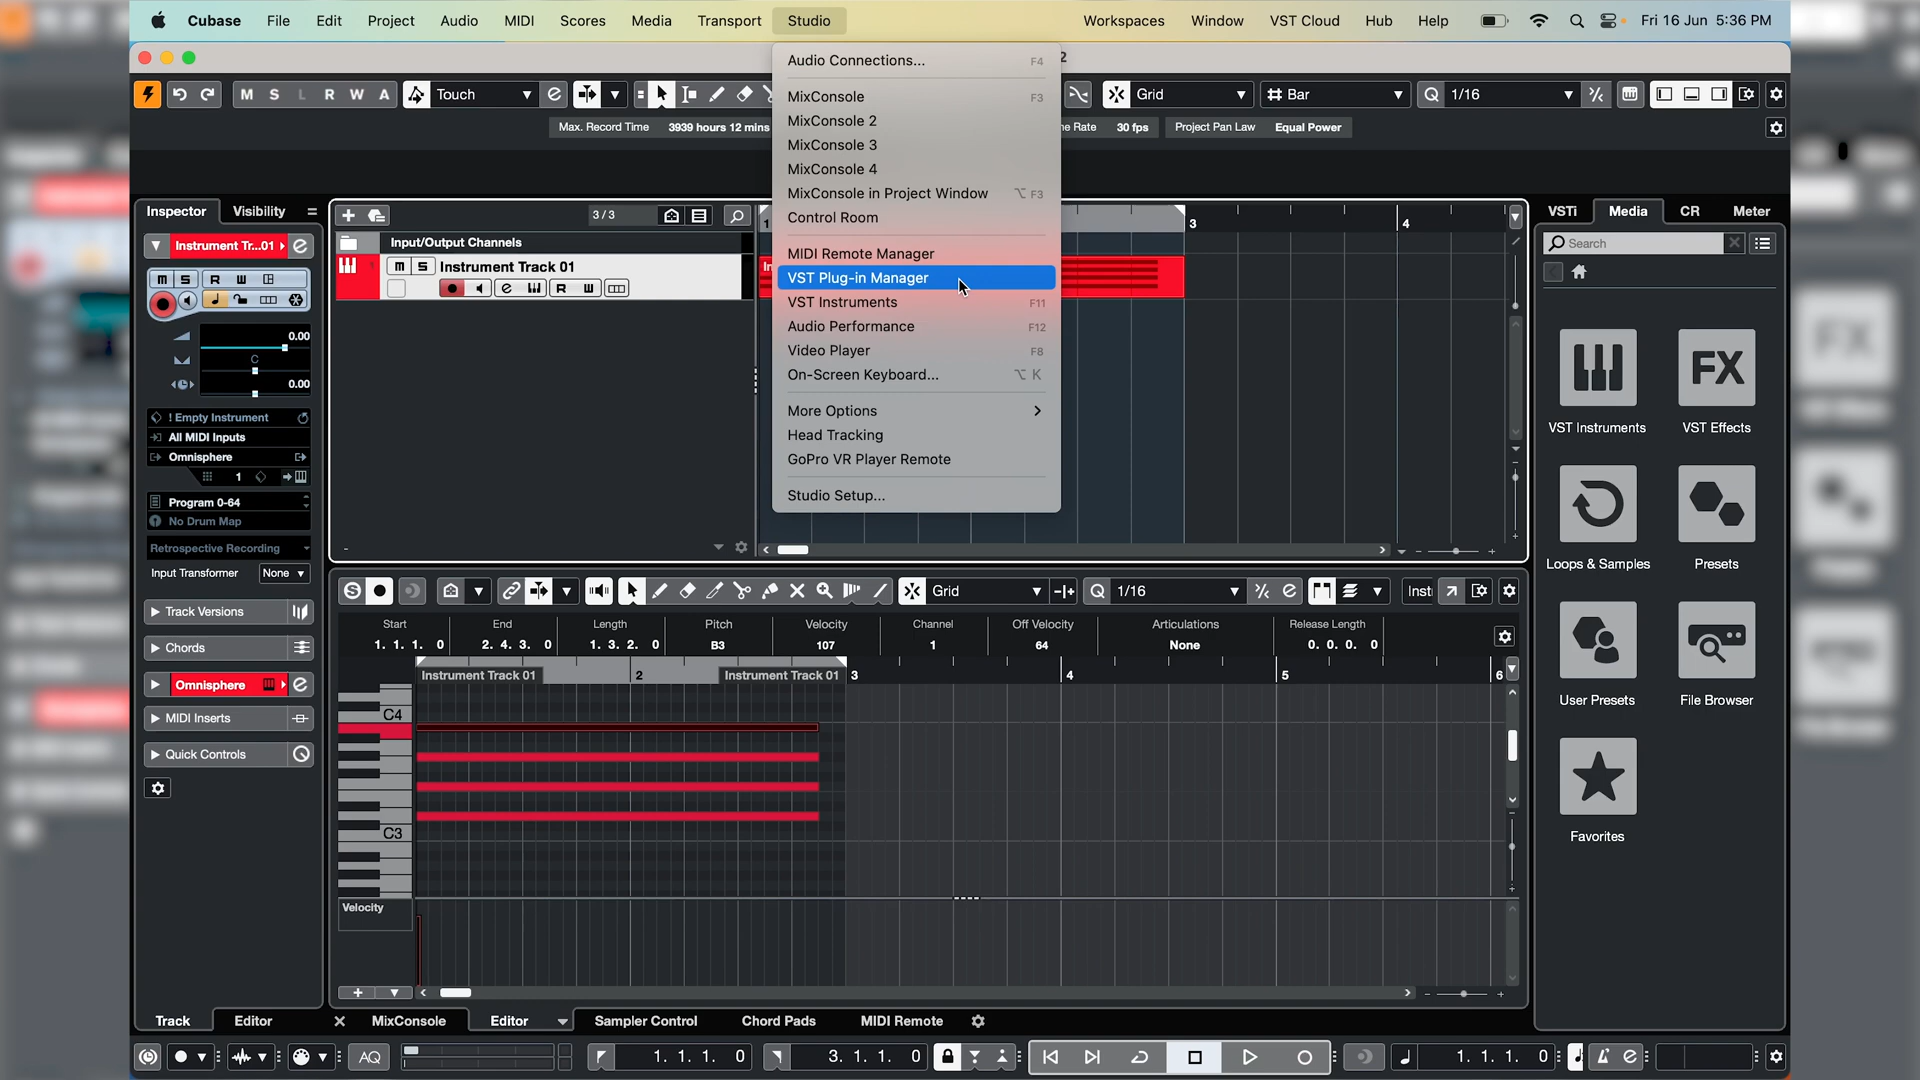 Cubase File Edit Project Audio MIDI Scores Media Transport Studio Workspaces Window VST Cloud Hub Help Fri 16 Jun 5:36 PM
2
M S L R W A Touch Grid Bar 1/16
Max. Record Time 3939 hours 12 mins
me Rate 30 fps Project Pan Law Equal Power
Audio Connections... F4
MixConsole F3
MixConsole 2
MixConsole 3
MixConsole 4
MixConsole in Project Window ⌥ F3
Control Room
MIDI Remote Manager
VST Plug-in Manager
VST Instruments F11
Audio Performance F12
Video Player F8
On-Screen Keyboard... ⌥ K
More Options
Head Tracking
GoPro VR Player Remote
Studio Setup...
Inspector Visibility
Instrument Tr...01
M S R W
0.00
C
0.00
! Empty Instrument
All MIDI Inputs
Omnisphere
1
Program 0-64
No Drum Map
Retrospective Recording
Input Transformer None
Track Versions
Chords
Omnisphere
MIDI Inserts
Quick Controls
3/3
Input/Output Channels
M S Instrument Track 01
R W
1 3 4
In
VSTi Media CR Meter
Search
VST Instruments FX VST Effects
Loops & Samples Presets
User Presets File Browser
Favorites
S Grid Q 1/16 Inst
Start End Length Pitch Velocity Channel Off Velocity Articulations Release Length
1. 1. 1. 0 2. 4. 3. 0 1. 3. 2. 0 B3 107 1 64 None 0. 0. 0. 0
Instrument Track 01 2 Instrument Track 01 3 4 5 6
C4
C3
Velocity
Track Editor MixConsole Editor Sampler Control Chord Pads MIDI Remote
AQ 1. 1. 1. 0 3. 1. 1. 0 1. 1. 1. 0